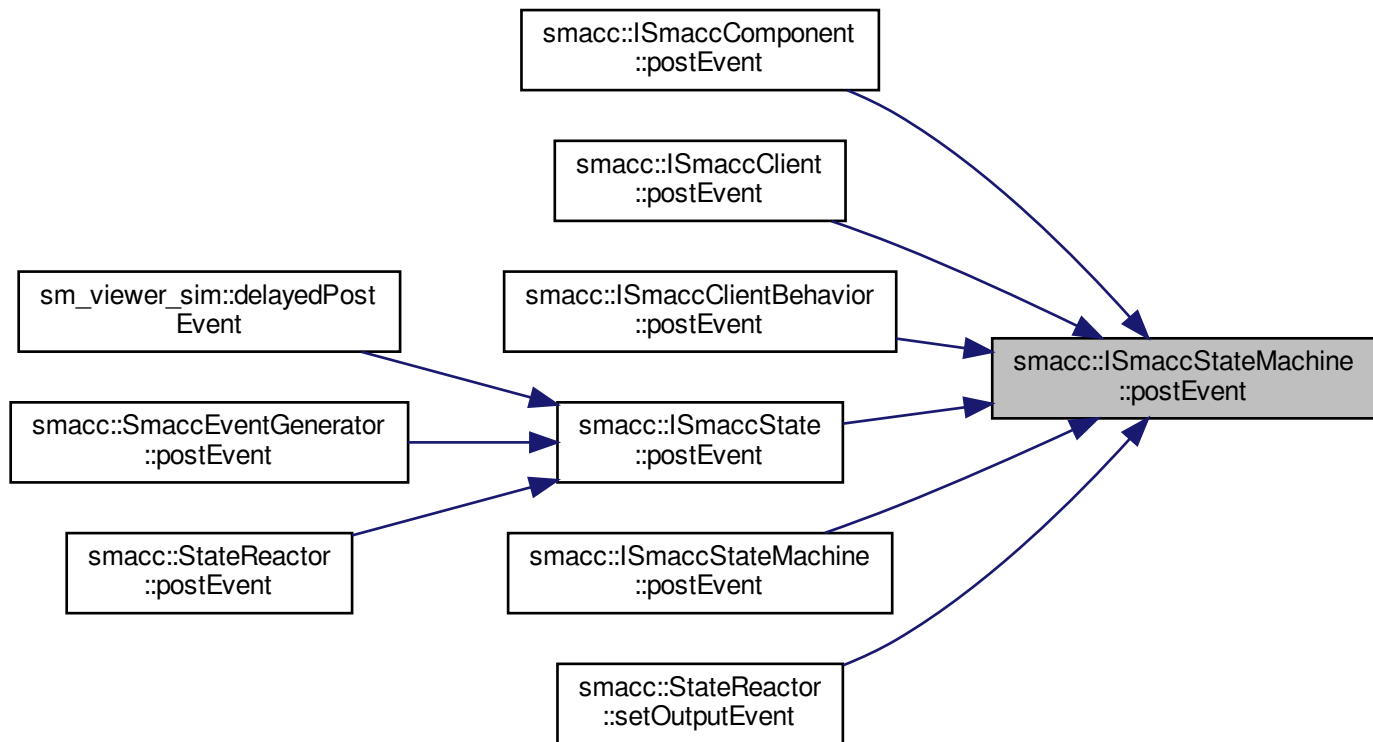 smacc::ISmaccComponent
::postEvent
smacc::ISmaccClient
::postEvent
smacc::ISmaccClientBehavior
::postEvent
sm_viewer_sim::delayedPost
Event
smacc::SmaccEventGenerator
::postEvent
smacc::StateReactor
::postEvent
smacc::ISmaccState
::postEvent
smacc::ISmaccStateMachine
::postEvent
smacc::StateReactor
::setOutputEvent
smacc::ISmaccStateMachine
::postEvent